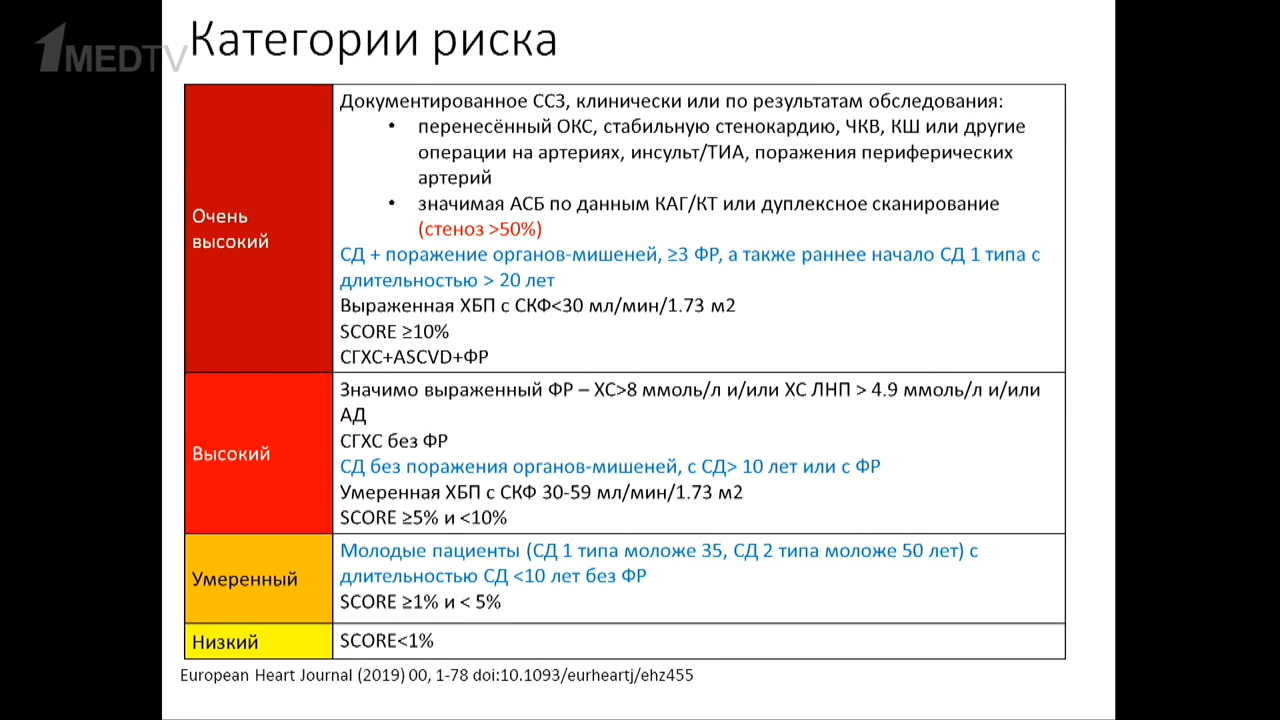 1MEDTV
Категории риска
Очень
высокий
Документированное ССЗ, клинически или по результатам обследования:
• перенесённый ОКС, стабильную стенокардию, ЧКВ, КШ или другие
операции на артериях, инсульт/ТИА, поражения периферических
артерий
• значимая АСБ по данным КАГ/КТ или дуплексное сканирование
(стеноз >50%)
СД + поражение органов-мишеней, ≥3 ФР, а также раннее начало СД 1 типа с
длительностью > 20 лет
Выраженная ХБП с СКФ<30 мл/мин/1.73 м2
SCORE ≥10%
СГХС+ASCVD+ФР
Высокий
Значимо выраженный ФР – ХС>8 ммоль/л и/или ХС ЛНП > 4.9 ммоль/л и/или
АД
СГХС без ФР
СД без поражения органов-мишеней, с СД> 10 лет или с ФР
Умеренная ХБП с СКФ 30-59 мл/мин/1.73 м2
SCORE ≥5% и <10%
Умеренный
Молодые пациенты (СД 1 типа моложе 35, СД 2 типа моложе 50 лет) с
длительностью СД <10 лет без ФР
SCORE ≥1% и < 5%
Низкий
SCORE<1%
European Heart Journal (2019) 00, 1-78 doi:10.1093/eurheartj/ehz455